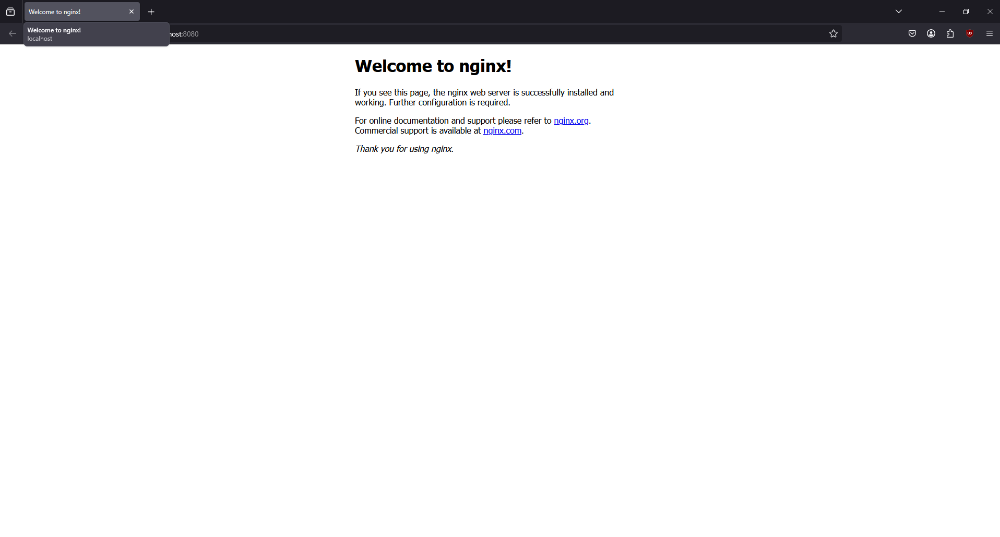 Welcome to nginx!
Welcome to nginx!
localhost
host:8080
Welcome to nginx!
If you see this page, the nginx web server is successfully installed and
working. Further configuration is required.
For online documentation and support please refer to nginx.org.
Commercial support is available at nginx.com.
Thank you for using nginx.